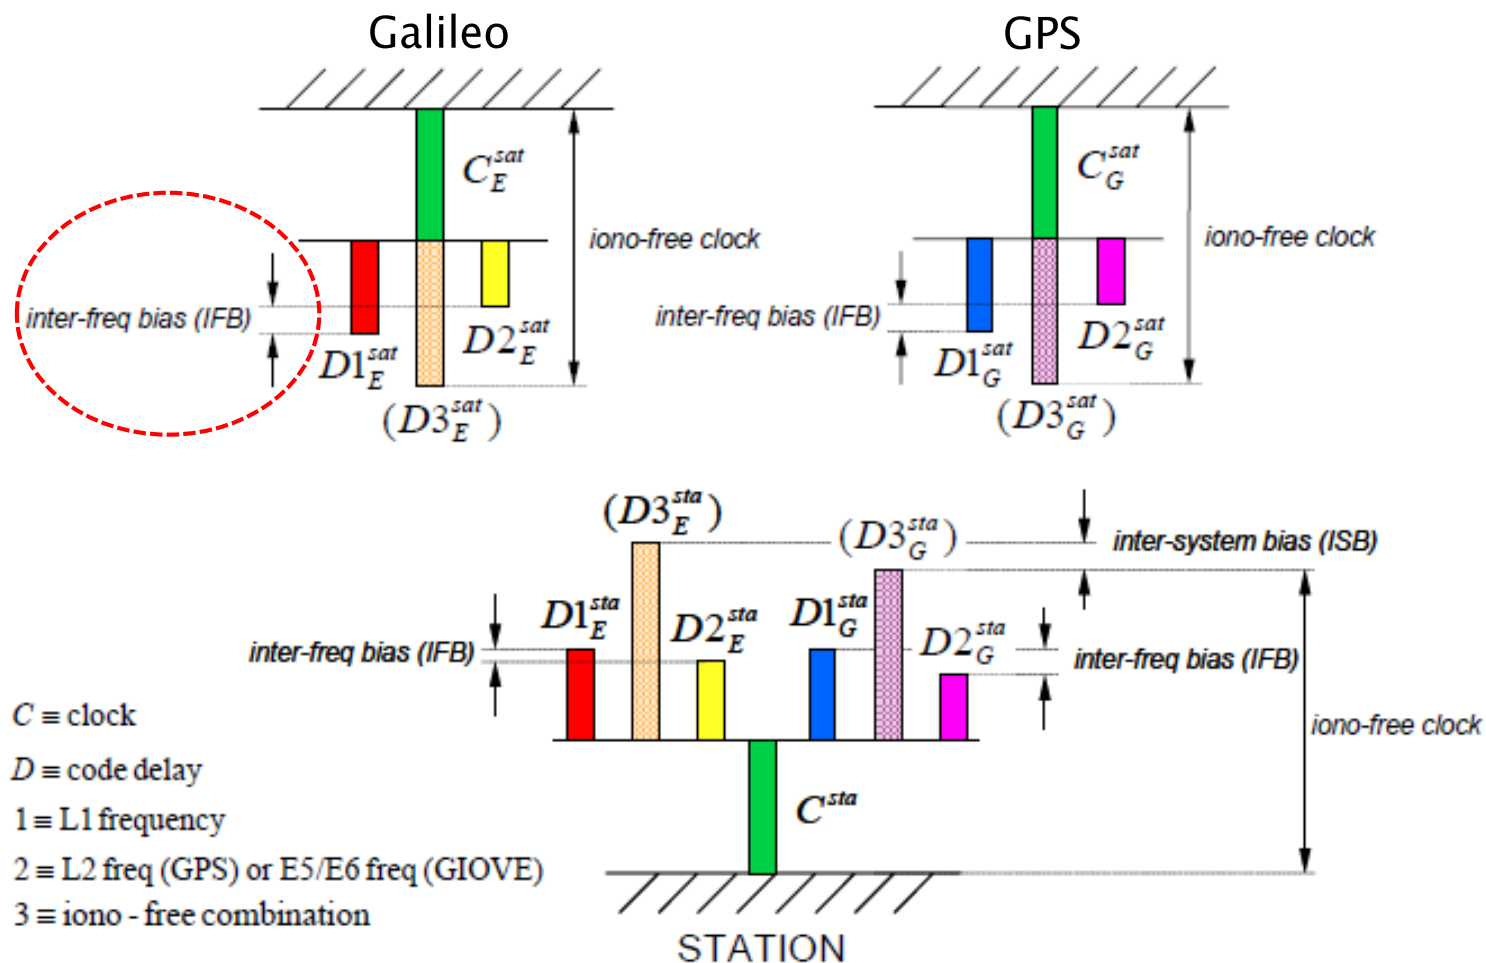 Galileo
GPS
C_E^sat
C_G^sat
iono-free clock
iono-free clock
inter-freq bias (IFB)
inter-freq bias (IFB)
D1_E^sat
D2_E^sat
D1_G^sat
D2_G^sat
(D3_E^sat)
(D3_G^sat)
(D3_E^sta)
(D3_G^sta)
inter-system bias (ISB)
D1_E^sta
D2_E^sta
D1_G^sta
D2_G^sta
inter-freq bias (IFB)
inter-freq bias (IFB)
iono-free clock
C ≡ clock
D ≡ code delay
1 ≡ L1 frequency
2 ≡ L2 freq (GPS) or E5/E6 freq (GIOVE)
3 ≡ iono - free combination
C^sta
STATION